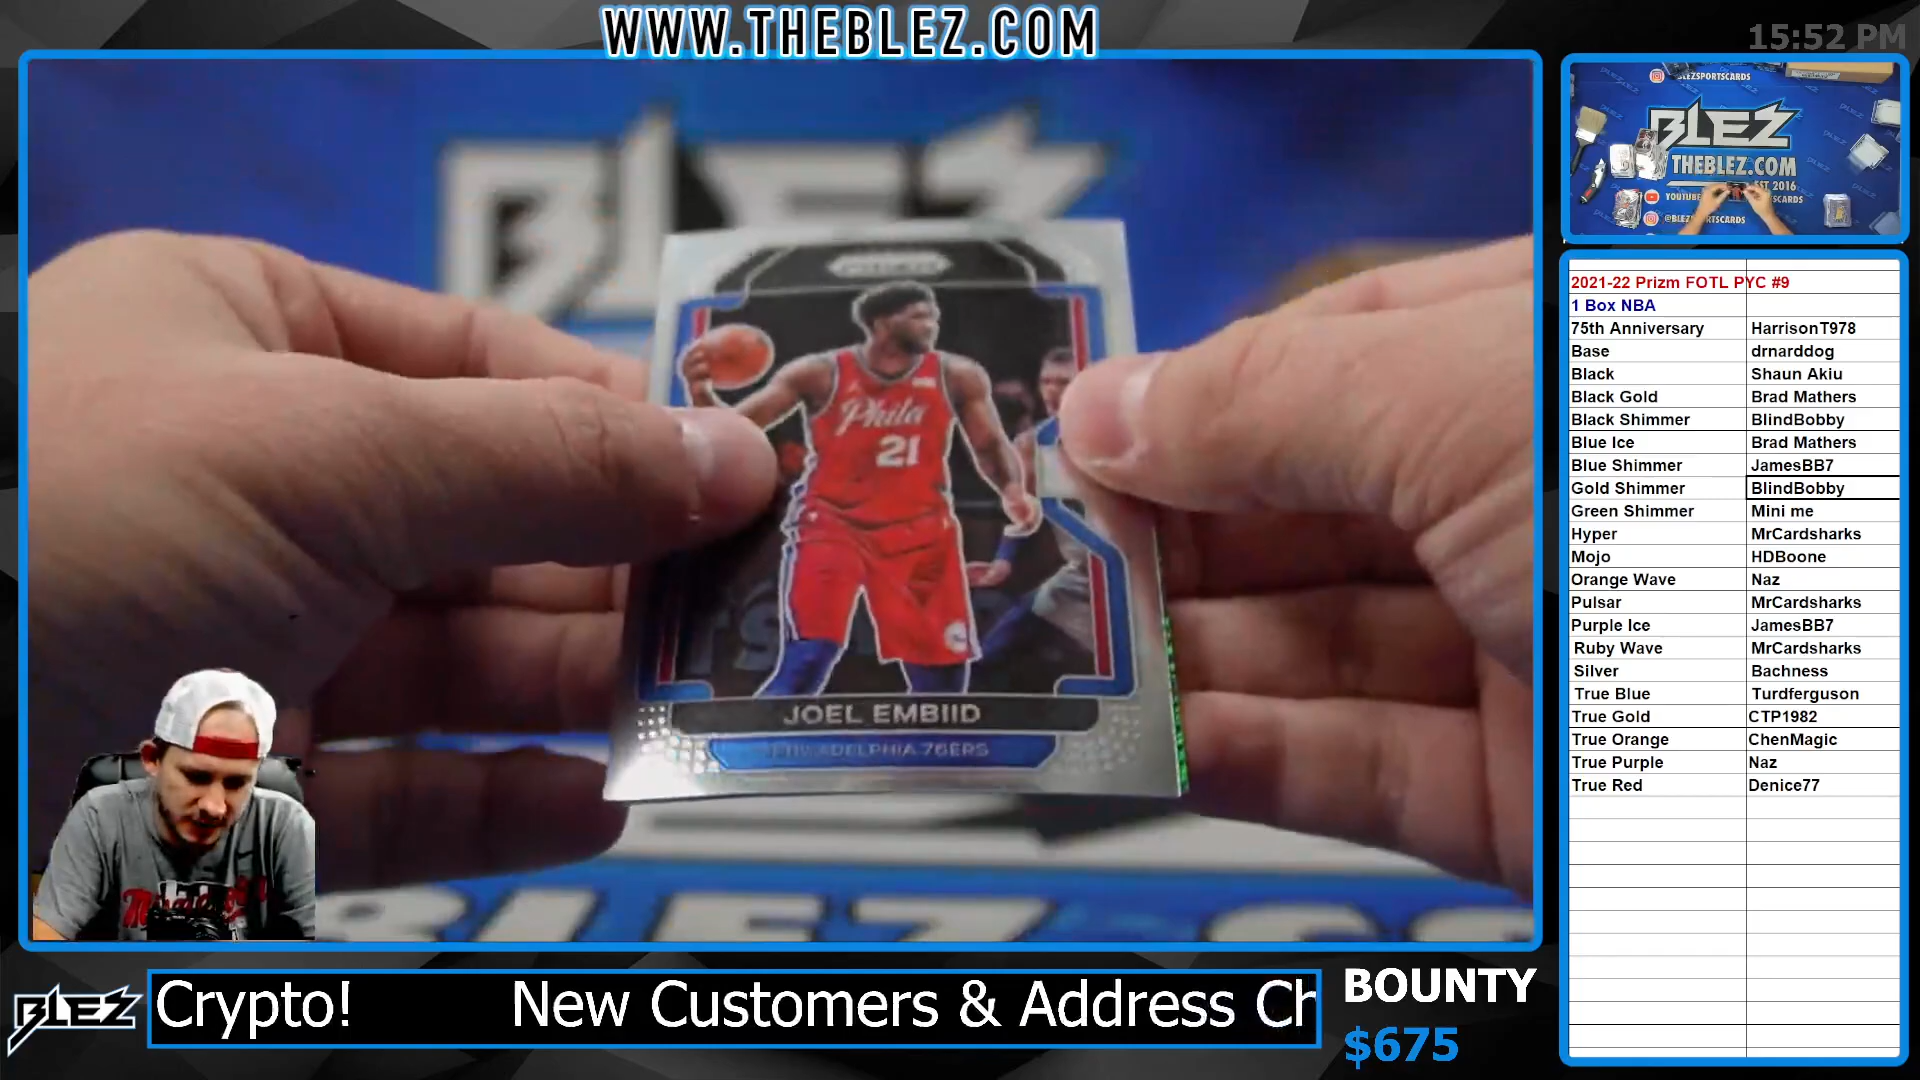 WWW.THEBLEZ.COM
15:52 PM
BLEZ
Phila
21
JOEL EMBIID
PHILADELPHIA 76ERS
BLEZSPORTSCARDS
BLEZ
THEBLEZ.COM
EST 2016
2021-22 Prizm FOTL PYC #9
1 Box NBA
75th Anniversary HarrisonT978
Base drnarddog
Black Shaun Akiu
Black Gold Brad Mathers
Black Shimmer BlindBobby
Blue Ice Brad Mathers
Blue Shimmer JamesBB7
Gold Shimmer BlindBobby
Green Shimmer Mini me
Hyper MrCardsharks
Mojo HDBoone
Orange Wave Naz
Pulsar MrCardsharks
Purple Ice JamesBB7
Ruby Wave MrCardsharks
Silver Bachness
True Blue Turdferguson
True Gold CTP1982
True Orange ChenMagic
True Purple Naz
True Red Denice77
BLEZ
Crypto! New Customers & Address Ch
BOUNTY
$675